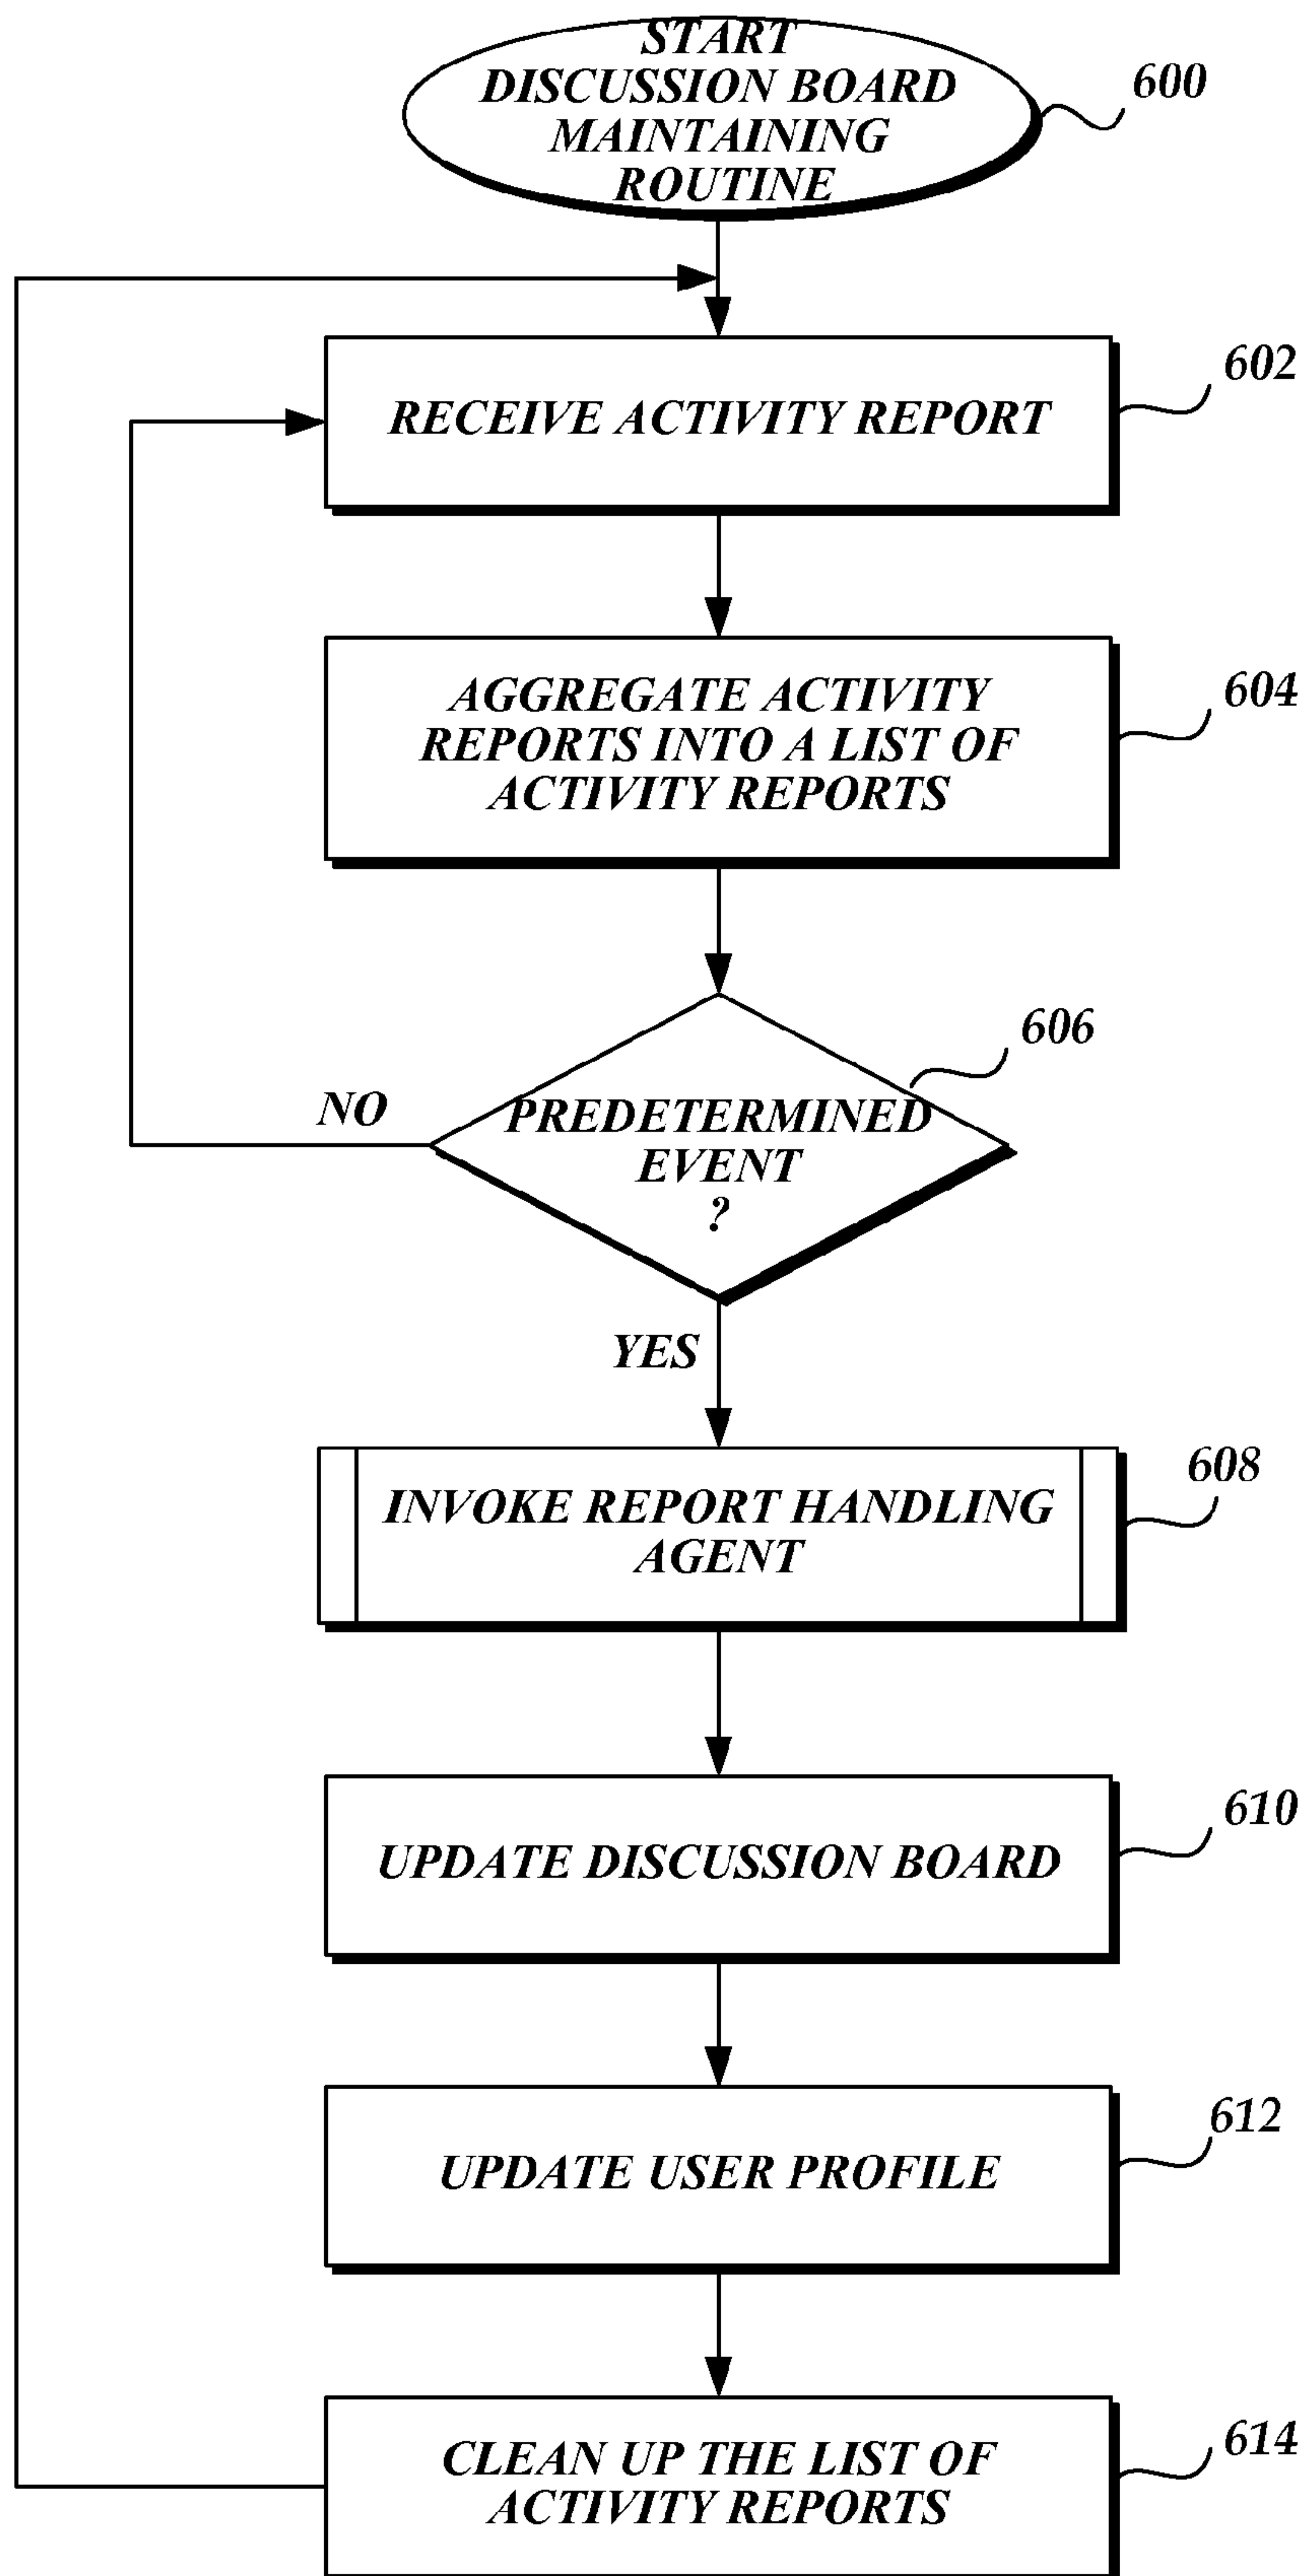 START
DISCUSSION BOARD
MAINTAINING
ROUTINE
600
RECEIVE ACTIVITY REPORT
602
AGGREGATE ACTIVITY
REPORTS INTO A LIST OF
ACTIVITY REPORTS
604
606
NO
PREDETERMINED
EVENT
?
YES
608
INVOKE REPORT HANDLING
AGENT
610
UPDATE DISCUSSION BOARD
612
UPDATE USER PROFILE
614
CLEAN UP THE LIST OF
ACTIVITY REPORTS